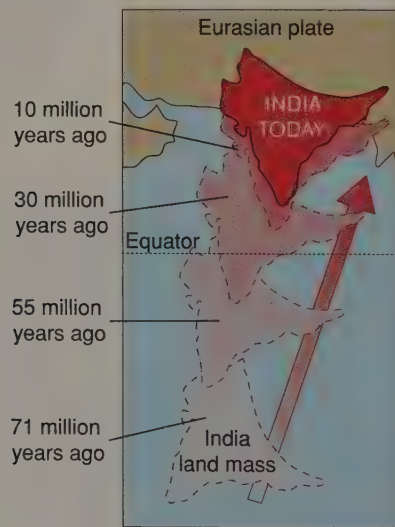 Eurasian plate
INDIA
TODAY
10 million
years ago
30 million
years ago
Equator
55 million
years ago
71 million
years ago
India
land mass